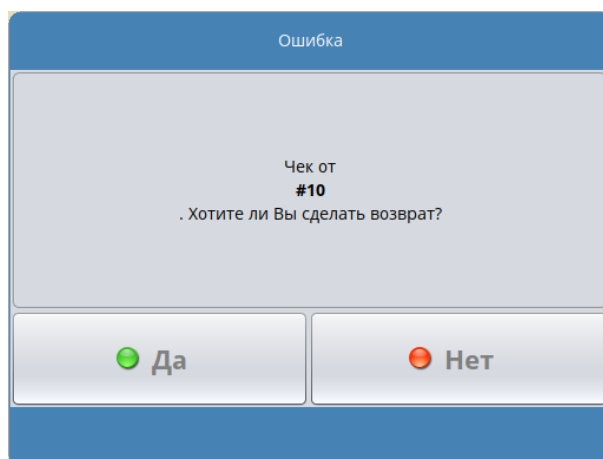 Ошибка
Чек от
#10
. Хотите ли Вы сделать возврат?
Да
Нет